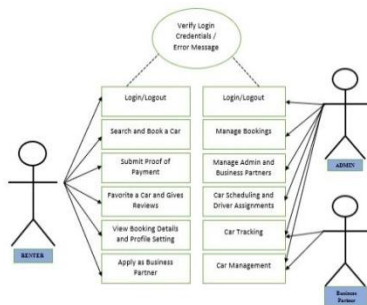 Verify Login
Credentials /
Error Message
Login/Logout
Login/Logout
Search and Book a Car
Manage Bookings
Submit Proof of
Payment
Manage Admin and
Business Partners
Favorite a Car and Gives
Reviews
Car Scheduling and
Driver Assignments
View Booking Details
and Profile Setting
Car Tracking
Apply as Business
Partner
Car Management
RENTER
ADMIN
Business
Partner